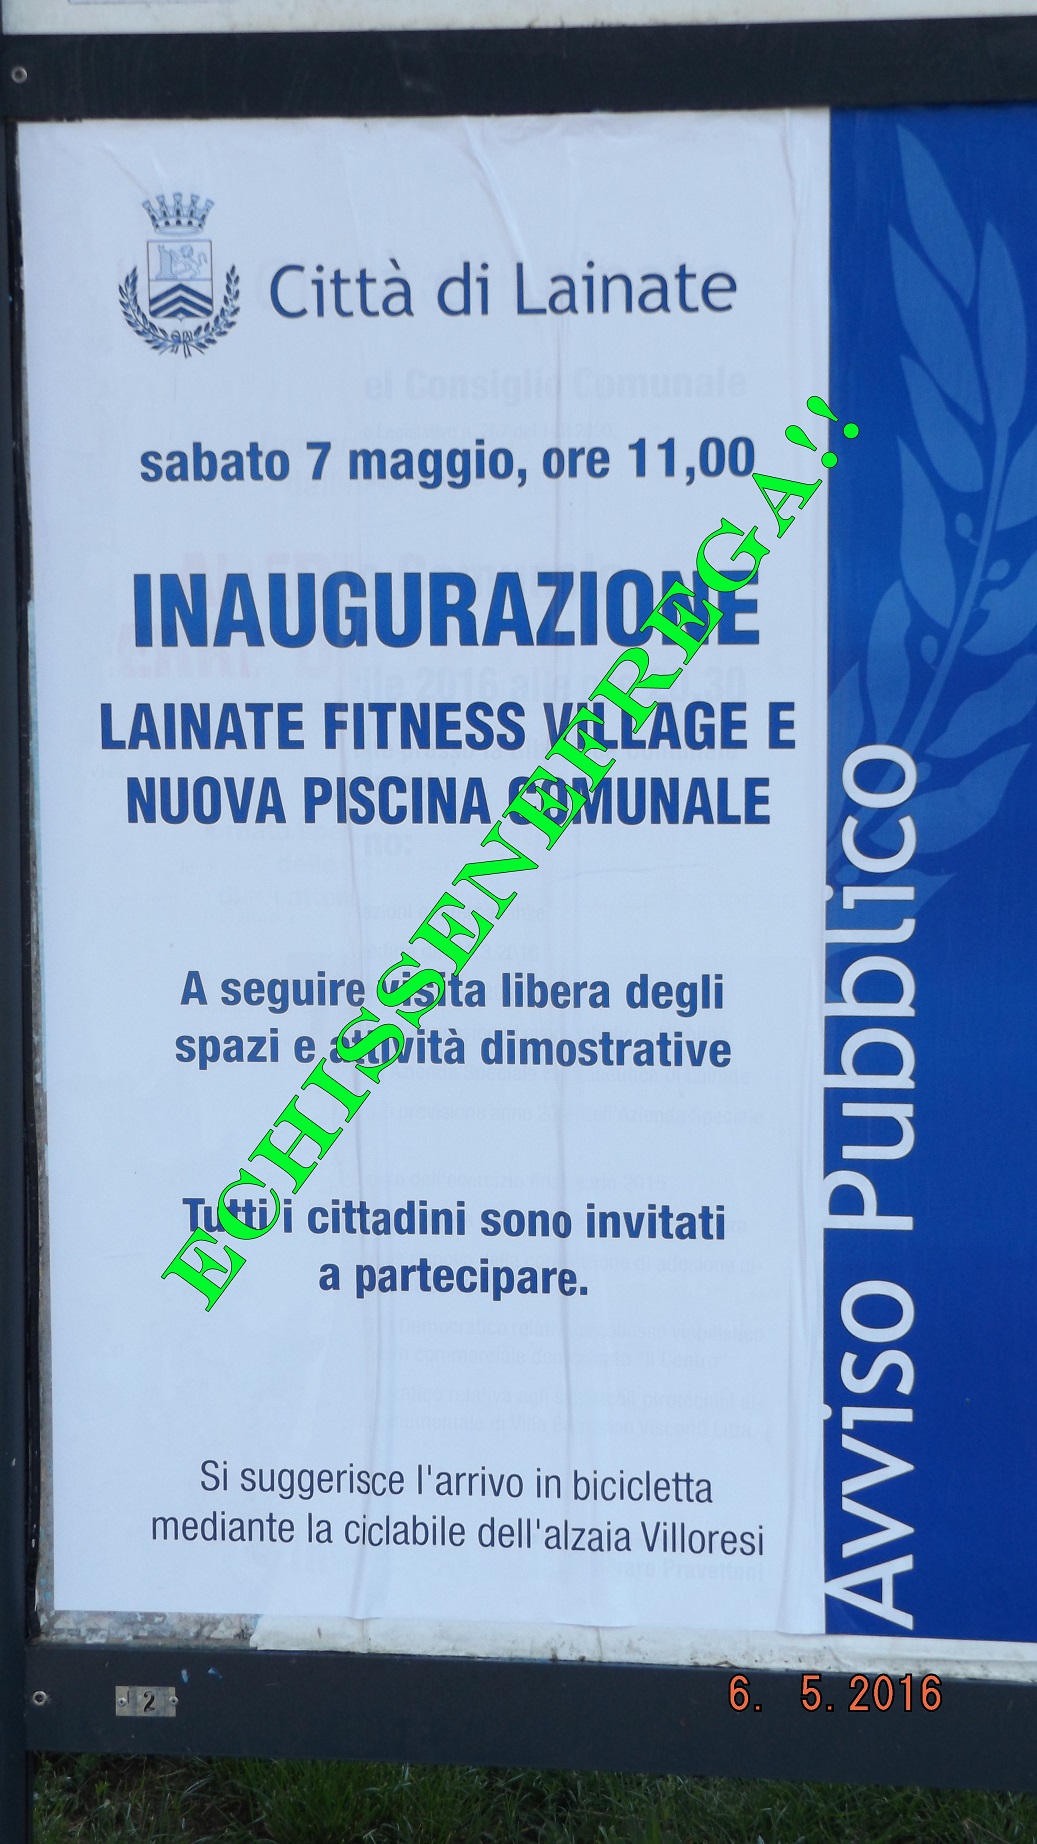 Città di Lainate
sabato 7 maggio, ore 11,00
INAUGURAZIONE
LAINATE FITNESS VILLAGE E
NUOVA PISCINA COMUNALE
A seguire visita libera degli
spazi e attività dimostrative
Tutti i cittadini sono invitati
a partecipare.
Si suggerisce l'arrivo in bicicletta
mediante la ciclabile dell'alzaia Villoresi
ECHISSENEFREGA!!
Avviso Pubblico
2
6. 5.2016